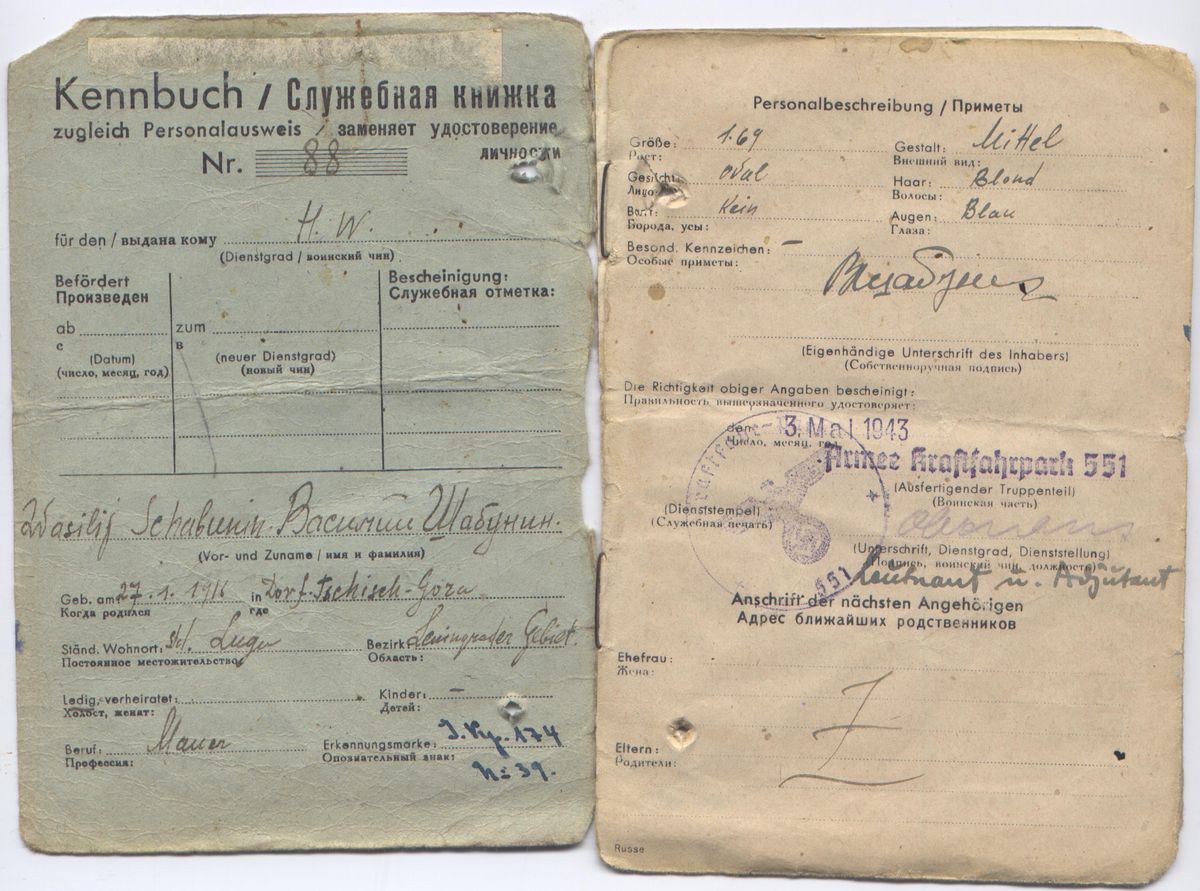 Kennbuch / Служебная книжка
zugleich Personalausweis / заменяет удостоверение
личности
Nr. 88
für den / выдана кому H. W.
(Dienstgrad / воинский чин)
Befördert
Произведен
Bescheinigung:
Служебная отметка:
ab zum
с в
(Datum) (neuer Dienstgrad)
(число, месяц, год) (новый чин)
Wasilij Schabunin. Василий Шабунин.
(Vor- und Zuname / имя и фамилия)
Geb. am 27. 1. 1916 in Dorf. Tschisch-Gora
Когда родился где
Ständ. Wohnort: Bezirk: Leningrader Gebiet.
Постоянное местожительство Область:
Ledig, verheiratet: Kinder: –
Холост, женат: Детей:
Beruf: Erkennungsmarke: 174
Профессия: Опознательный знак:
N= 39.
Personalbeschreibung / Приметы
Größe: 1.69 Gestalt: Mittel
Рост: Внешний вид:
Gesicht: oval Haar: Blond
Лицо: Волосы:
Bart: Kein Augen: Blau
Борода, усы: Глаза:
Besond. Kennzeichen: –
Особые приметы:
Вшабунин
(Eigenhändige Unterschrift des Inhabers)
(Собственноручная подпись)
Die Richtigkeit obiger Angaben bescheinigt:
Правильность вышеозначенного удостоверяет:
den -3. Mai 1943
Число, месяц, г
Armee Kraftfahrpark 551
(Ausfertigender Truppenteil)
(Воинская часть)
(Dienststempel)
(Служебная печать)
(Unterschrift, Dienstgrad, Dienststellung)
(Подпись, воинский чин, должность)
Leutnant u. Adjutant
551
Anschrift der nächsten Angehörigen
Адрес ближайших родственников
Ehefrau:
Жена:
Eltern:
Родители:
Russe